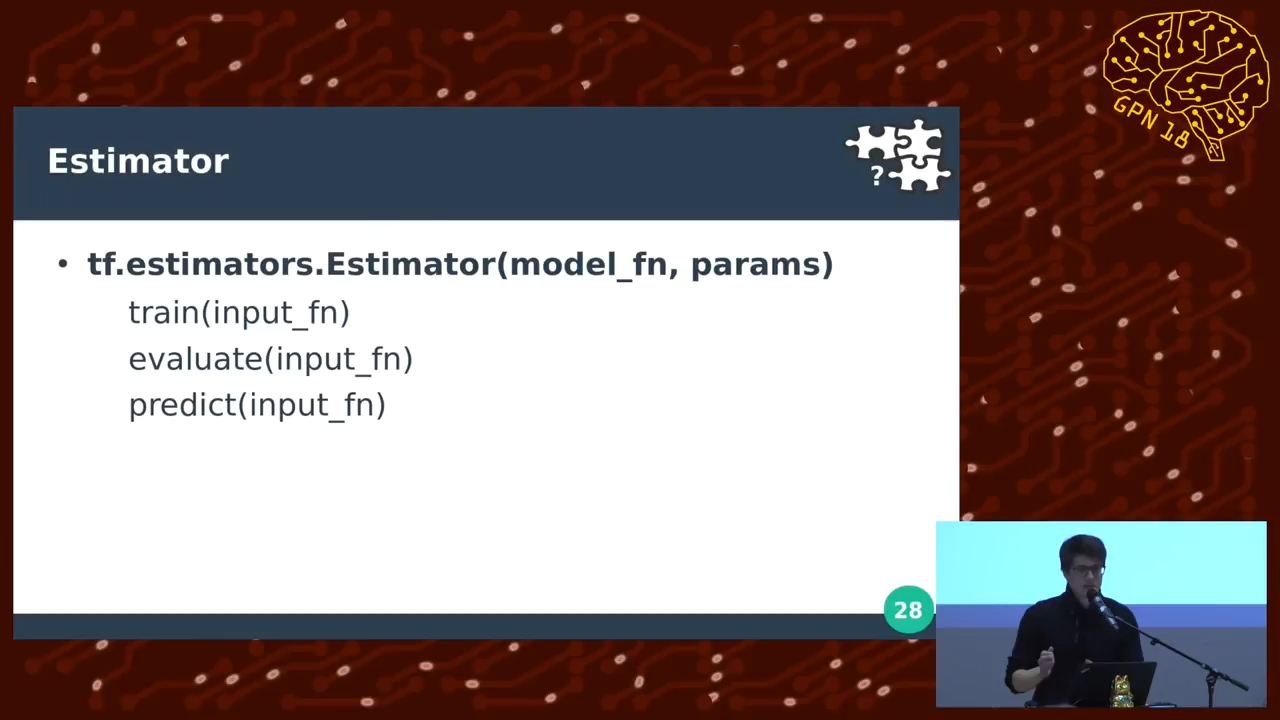 GPN 18
Estimator
?
• tf.estimators.Estimator(model_fn, params)
train(input_fn)
evaluate(input_fn)
predict(input_fn)
28